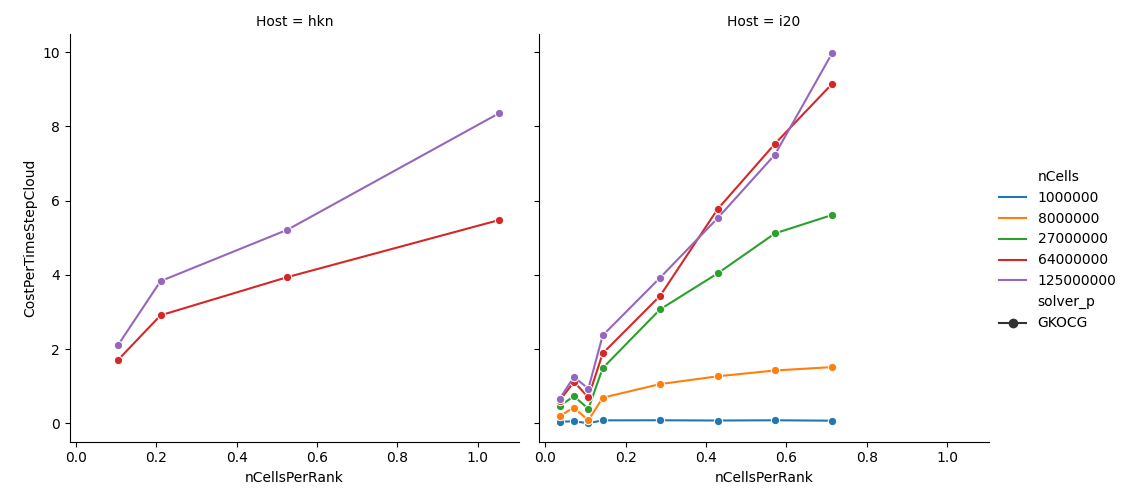 Host = hkn
Host = i20
CostPerTimeStepCloud
10
8
6
4
2
0
0.0 0.2 0.4 0.6 0.8 1.0
0.0 0.2 0.4 0.6 0.8 1.0
nCellsPerRank
nCellsPerRank
nCells
1000000
8000000
27000000
64000000
125000000
solver_p
GKOCG